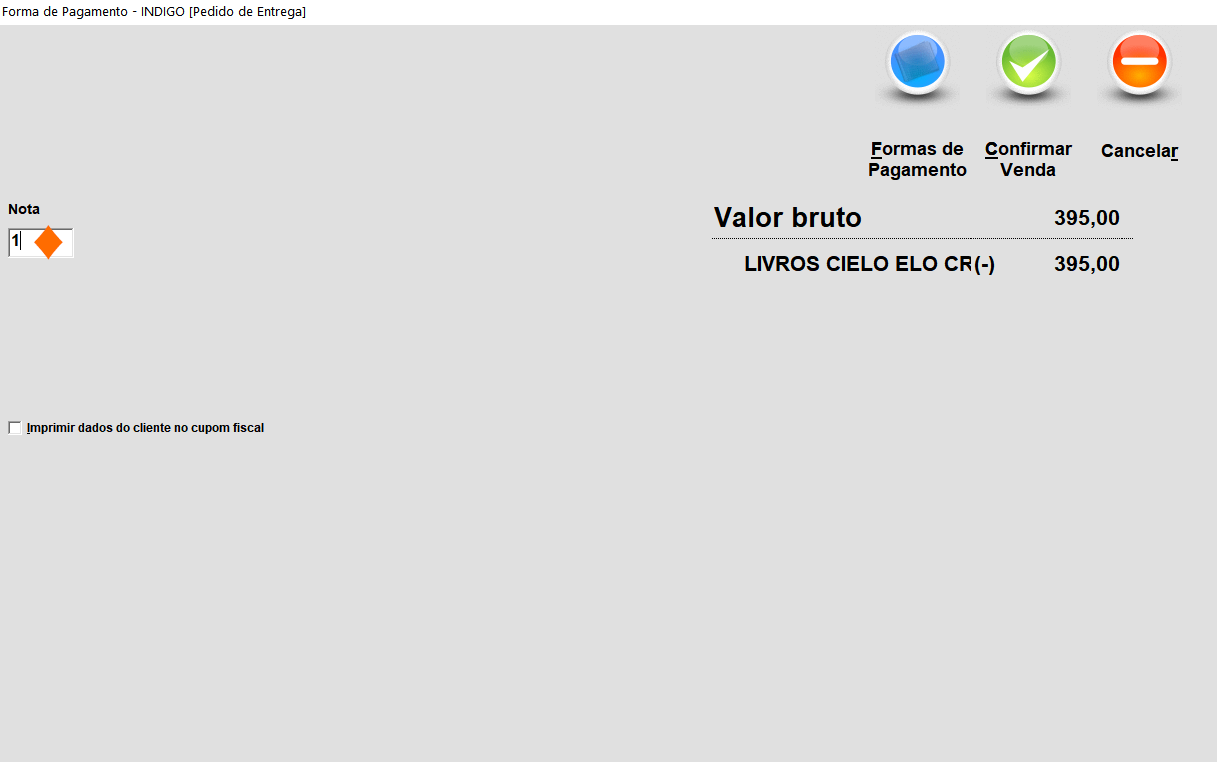 Forma de Pagamento - INDIGO [Pedido de Entrega]
Formas de
Pagamento
Confirmar
Venda
Cancelar
Nota
1
Valor bruto 395,00
LIVROS CIELO ELO CR(-) 395,00
Imprimir dados do cliente no cupom fiscal